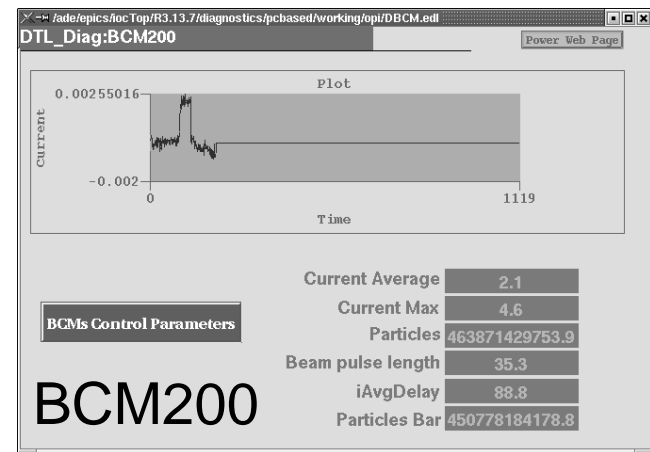 /ade/epics/iocTop/R3.13.7/diagnostics/pcbased/working/opi/DBCM.edl
DTL_Diag:BCM200
Power Web Page
Plot
0.00255016
Current
-0.002
0
1119
Time
Current Average 2.1
Current Max 4.6
BCMs Control Parameters
Particles 463871429753.9
Beam pulse length 35.3
iAvgDelay 88.8
BCM200
Particles Bar 450778184178.8